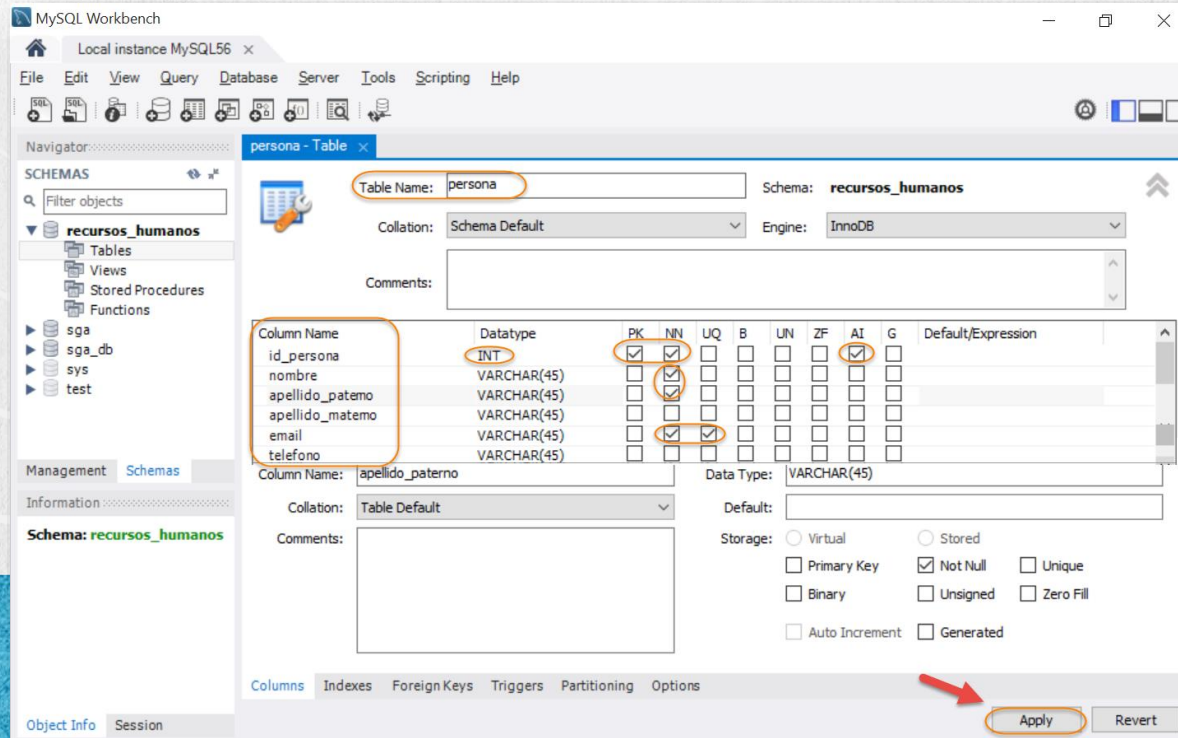 MySQL Workbench
Local instance MySQL56
File Edit View Query Database Server Tools Scripting Help
Navigator
SCHEMAS
Filter objects
recursos_humanos
Tables
Views
Stored Procedures
Functions
sga
sga_db
sys
test
Management Schemas
Information
Schema: recursos_humanos
Object Info Session
persona - Table
Table Name: persona Schema: recursos_humanos
Collation: Schema Default Engine: InnoDB
Comments:
Column Name Datatype PK NN UQ B UN ZF AI G Default/Expression
id_persona INT
nombre VARCHAR(45)
apellido_paterno VARCHAR(45)
apellido_materno VARCHAR(45)
email VARCHAR(45)
telefono VARCHAR(45)
Column Name: apellido_paterno Data Type: VARCHAR(45)
Collation: Table Default Default:
Comments: Storage: Virtual Stored
Primary Key Not Null Unique
Binary Unsigned Zero Fill
Auto Increment Generated
Columns Indexes Foreign Keys Triggers Partitioning Options
Apply Revert